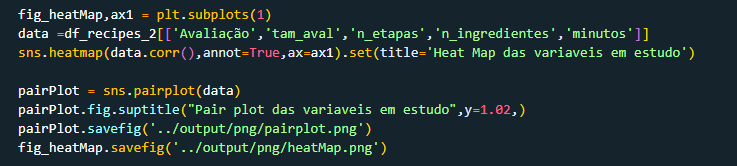 fig_heatMap,ax1 = plt.subplots(1)
data =df_recipes_2[['Avaliação','tam_aval','n_etapas','n_ingredientes','minutos']]
sns.heatmap(data.corr(),annot=True,ax=ax1).set(title='Heat Map das variaveis em estudo')
pairPlot = sns.pairplot(data)
pairPlot.fig.suptitle("Pair plot das variaveis em estudo",y=1.02,)
pairPlot.savefig('../output/png/pairplot.png')
fig_heatMap.savefig('../output/png/heatMap.png')